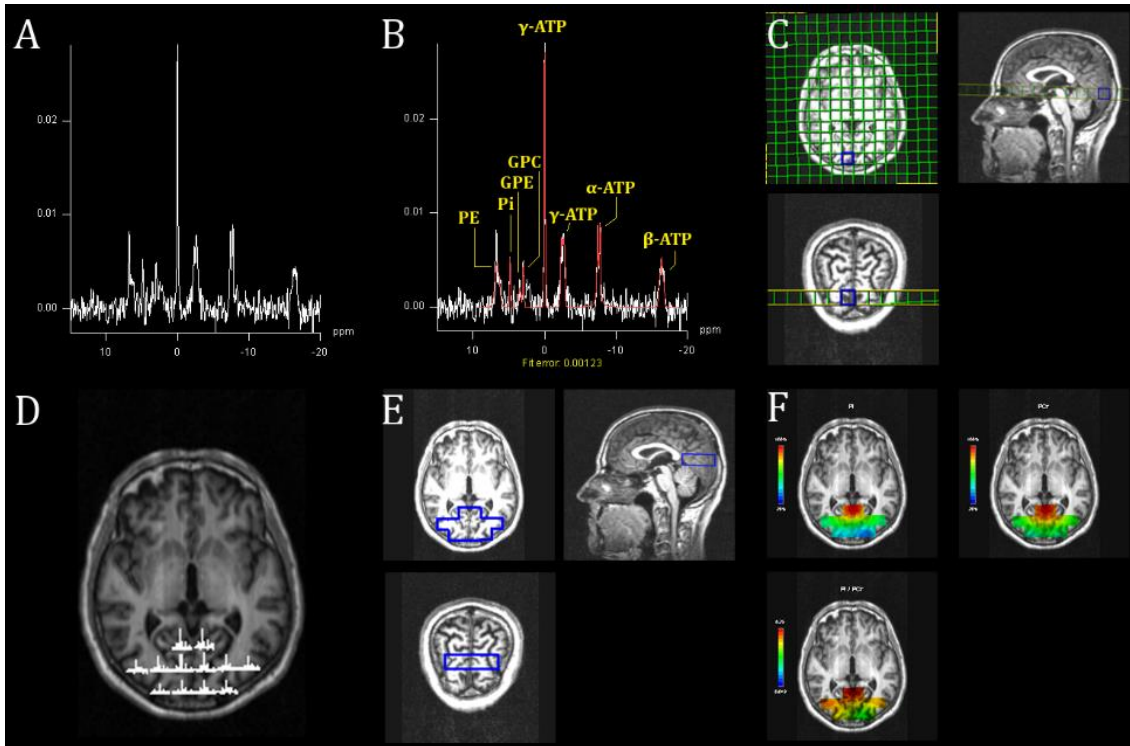 A
0.02
0.01
0.00
10
0
-10
-20
ppm
B
γ-ATP
0.02
0.01
0.00
GPC
GPE
Pi
PE
γ-ATP
α-ATP
β-ATP
10
0
-10
-20
ppm
Fit error: 0.00123
C
D
E
F
Pi
PCr
Pi / PCr